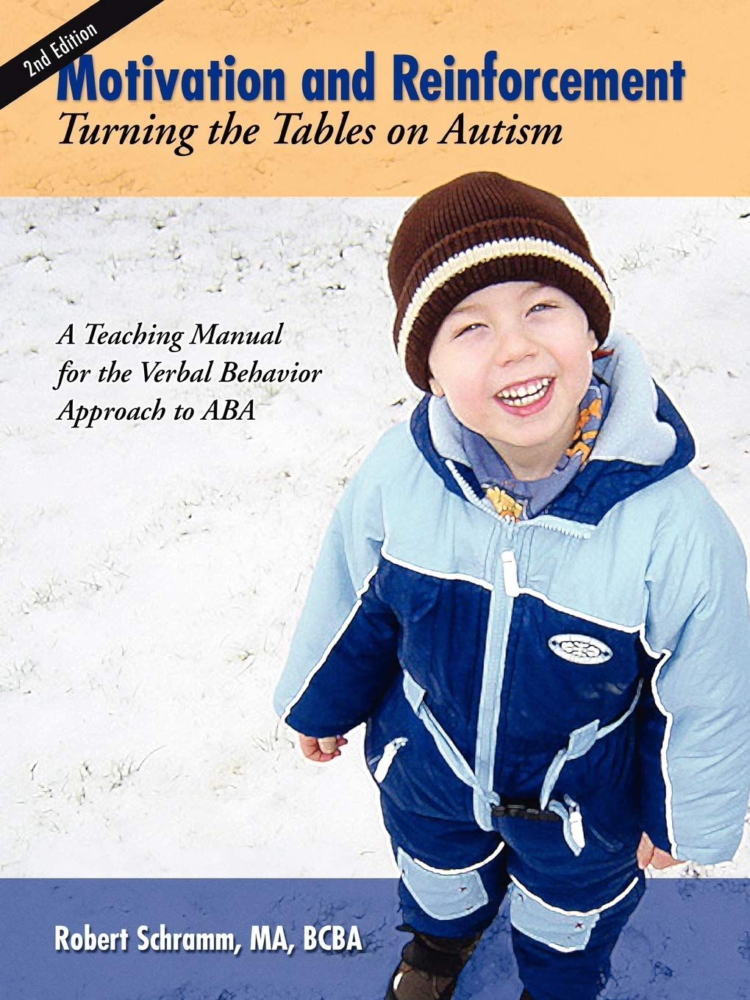 2nd Edition
Motivation and Reinforcement
Turning the Tables on Autism
A Teaching Manual
for the Verbal Behavior
Approach to ABA
Robert Schramm, MA, BCBA